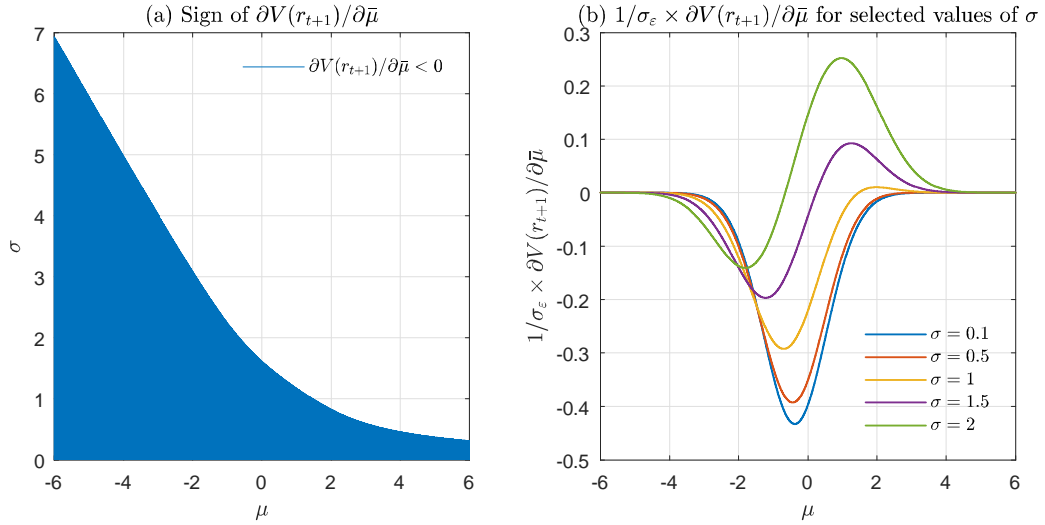 (a) Sign of ∂V(r_{t+1})/∂μ̄
7
6
5
4
3
2
1
0
σ
∂V(r_{t+1})/∂μ̄ < 0
-6 -4 -2 0 2 4 6
μ
(b) 1/σ_ε × ∂V(r_{t+1})/∂μ̄ for selected values of σ
0.3
0.2
0.1
0
-0.1
-0.2
-0.3
-0.4
-0.5
1/σ_ε × ∂V(r_{t+1})/∂μ̄
σ = 0.1
σ = 0.5
σ = 1
σ = 1.5
σ = 2
-6 -4 -2 0 2 4 6
μ